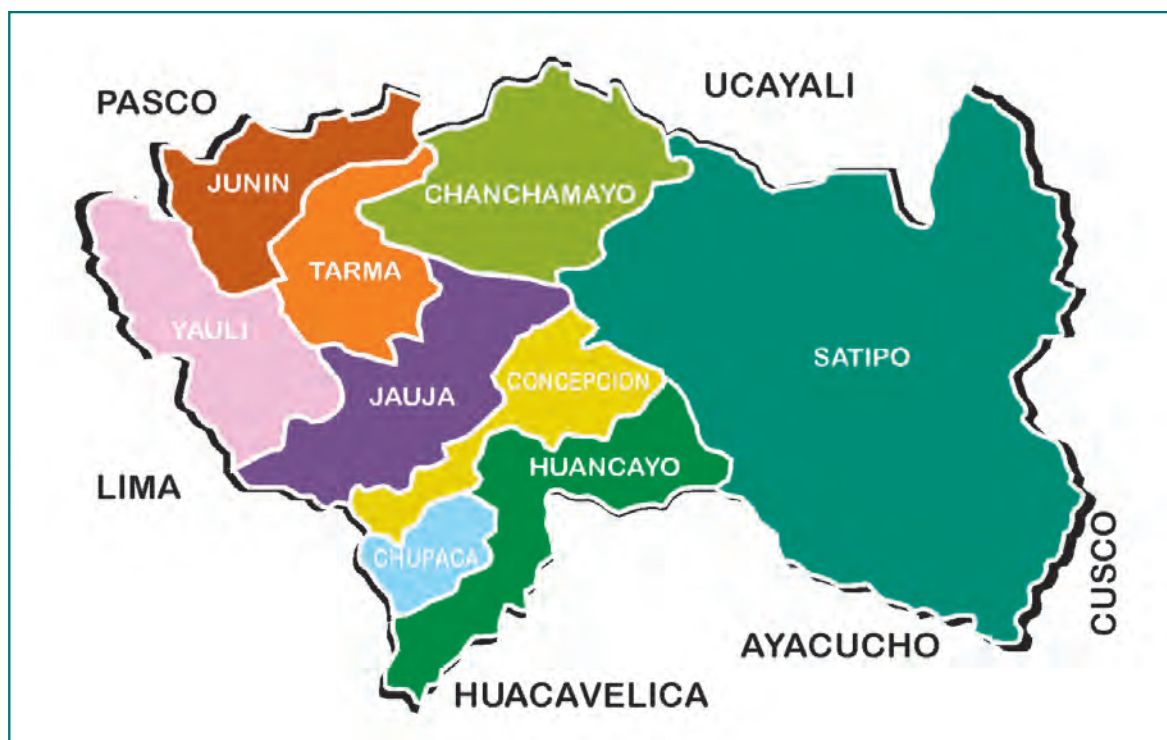 UCAYALI
PASCO
JUNIN
CHANCHAMAYO
TARMA
YAULI
SATIPO
JAUJA
CONCEPCION
HUANCAYO
LIMA
CHUPACA
CUSCO
AYACUCHO
HUACAVELICA